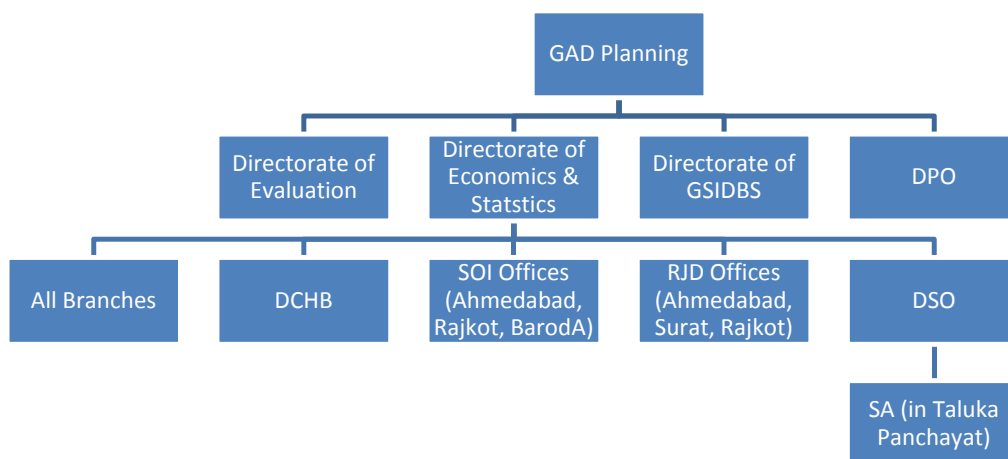 GAD Planning
Directorate of
Evaluation
Directorate of
Economics &
Statstics
Directorate of
GSIDBS
DPO
All Branches
DCHB
SOI Offices
(Ahmedabad,
Rajkot, BarodA)
RJD Offices
(Ahmedabad,
Surat, Rajkot)
DSO
SA (in Taluka
Panchayat)